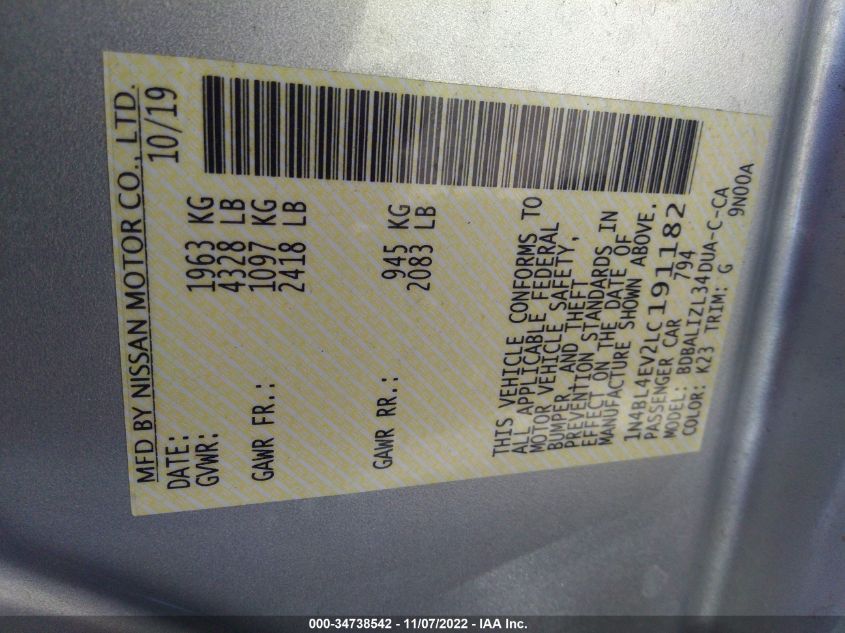 MFD BY NISSAN MOTOR CO., LTD.
DATE: 10/19
GVWR: 1963 KG
4328 LB
GAWR FR.: 1097 KG
2418 LB
GAWR RR.: 945 KG
2083 LB
THIS VEHICLE CONFORMS TO
ALL APPLICABLE FEDERAL
MOTOR VEHICLE SAFETY,
BUMPER, AND THEFT
PREVENTION STANDARDS IN
EFFECT ON THE DATE OF
MANUFACTURE SHOWN ABOVE.
1N4BL4EV2LC191182
PASSENGER CAR 794
MODEL: BDBALIZL34DUA-C-CA
COLOR: K23 TRIM: G 9N00A
000-34738542 - 11/07/2022 - IAA Inc.